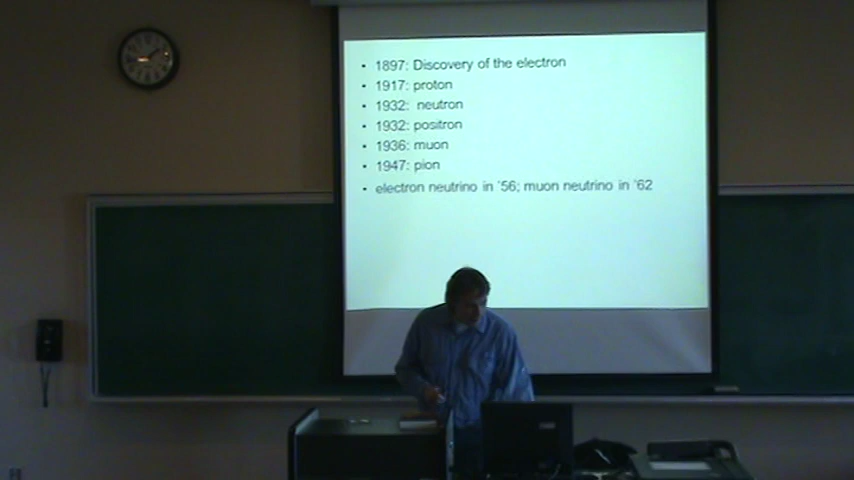 • 1897: Discovery of the electron
• 1917: proton
• 1932: neutron
• 1932: positron
• 1936: muon
• 1947: pion
• electron neutrino in '56; muon neutrino in '62